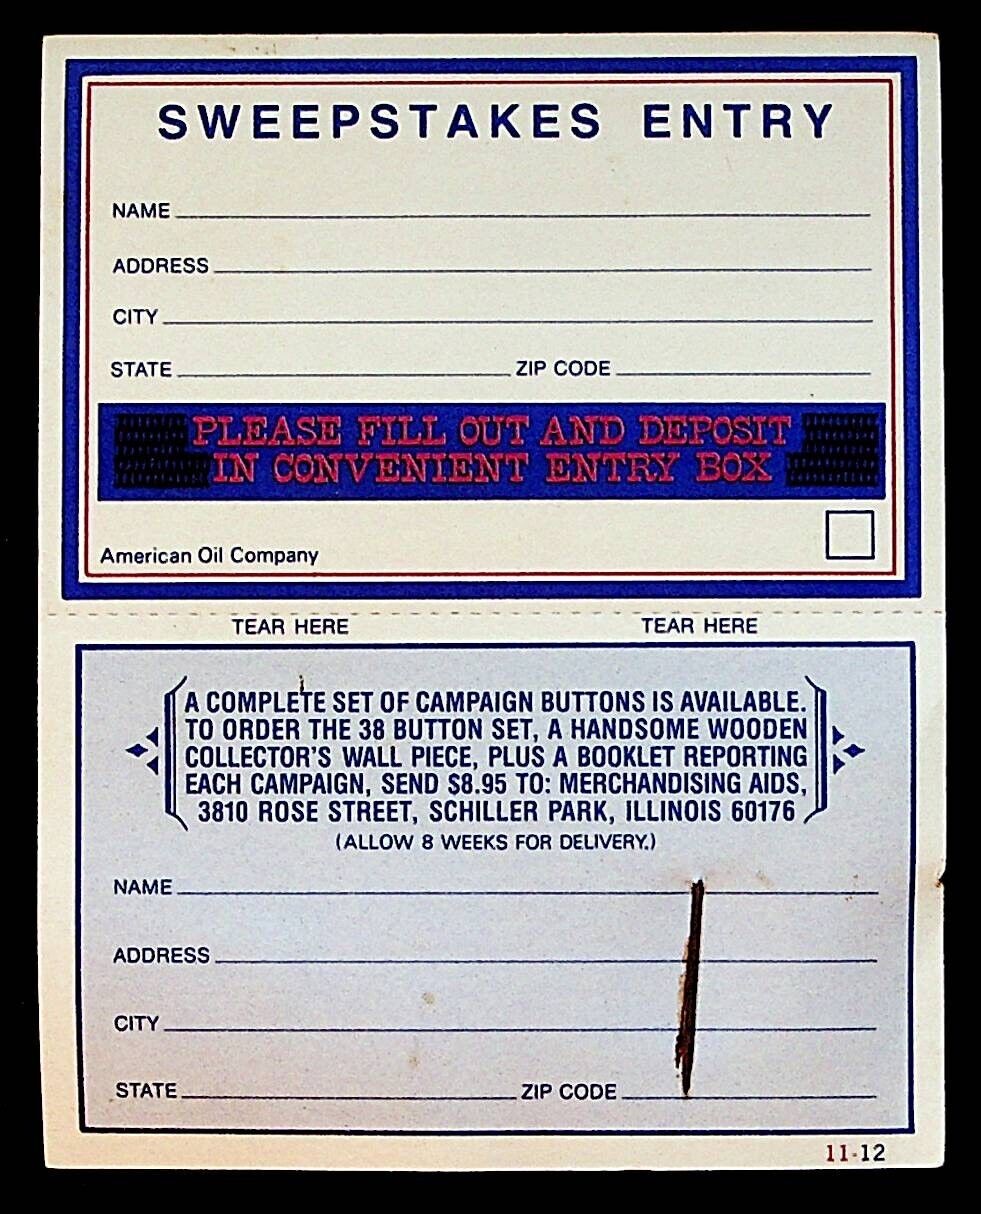 SWEEPSTAKES ENTRY
NAME
ADDRESS
CITY
STATE ZIP CODE
PLEASE FILL OUT AND DEPOSIT
IN CONVENIENT ENTRY BOX
American Oil Company
TEAR HERE TEAR HERE
A COMPLETE SET OF CAMPAIGN BUTTONS IS AVAILABLE.
TO ORDER THE 38 BUTTON SET, A HANDSOME WOODEN
COLLECTOR'S WALL PIECE, PLUS A BOOKLET REPORTING
EACH CAMPAIGN, SEND $8.95 TO: MERCHANDISING AIDS,
3810 ROSE STREET, SCHILLER PARK, ILLINOIS 60176
(ALLOW 8 WEEKS FOR DELIVERY.)
NAME
ADDRESS
CITY
STATE ZIP CODE
11-12